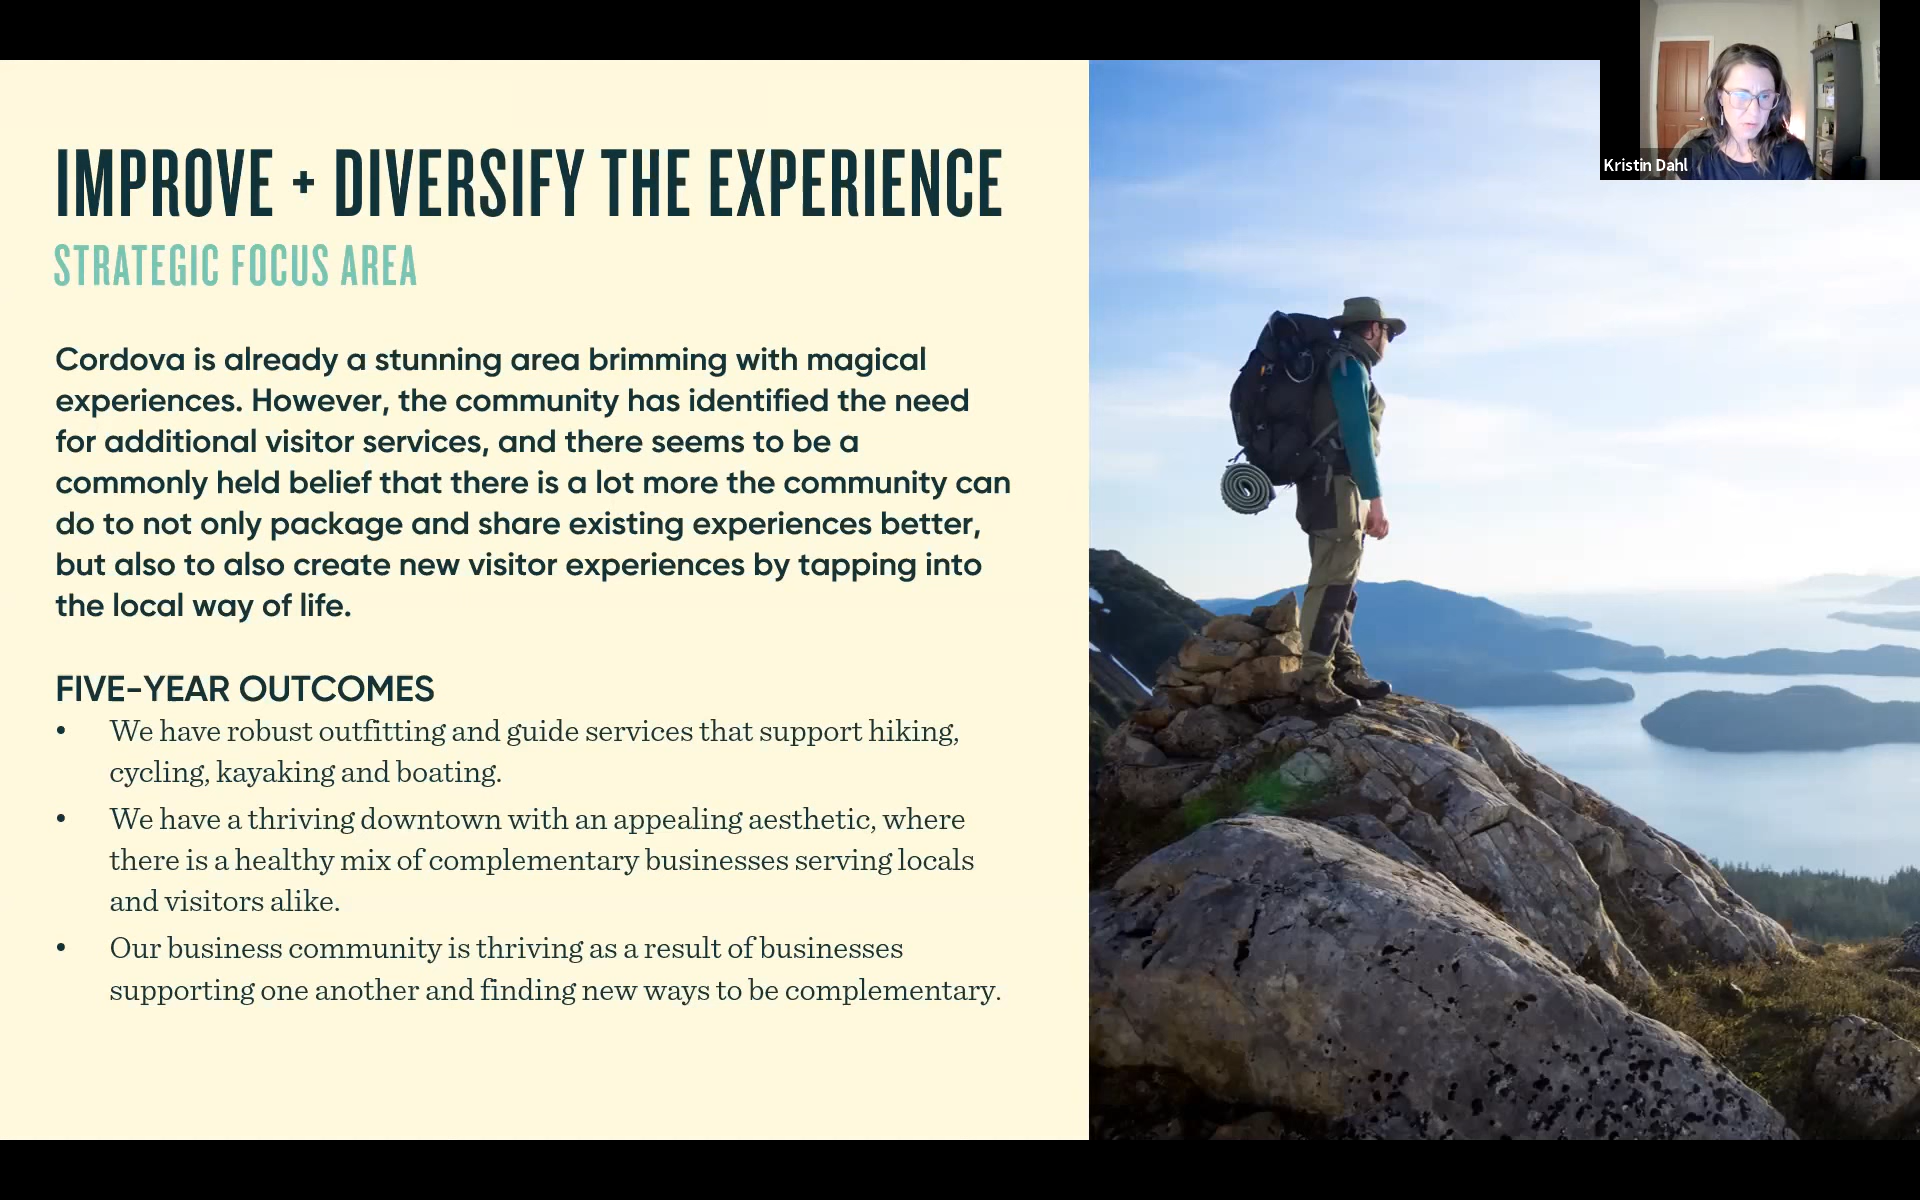 IMPROVE + DIVERSIFY THE EXPERIENCE
STRATEGIC FOCUS AREA
Cordova is already a stunning area brimming with magical
experiences. However, the community has identified the need
for additional visitor services, and there seems to be a
commonly held belief that there is a lot more the community can
do to not only package and share existing experiences better,
but also to also create new visitor experiences by tapping into
the local way of life.
FIVE-YEAR OUTCOMES
• We have robust outfitting and guide services that support hiking,
cycling, kayaking and boating.
• We have a thriving downtown with an appealing aesthetic, where
there is a healthy mix of complementary businesses serving locals
and visitors alike.
• Our business community is thriving as a result of businesses
supporting one another and finding new ways to be complementary.
Kristin Dahl